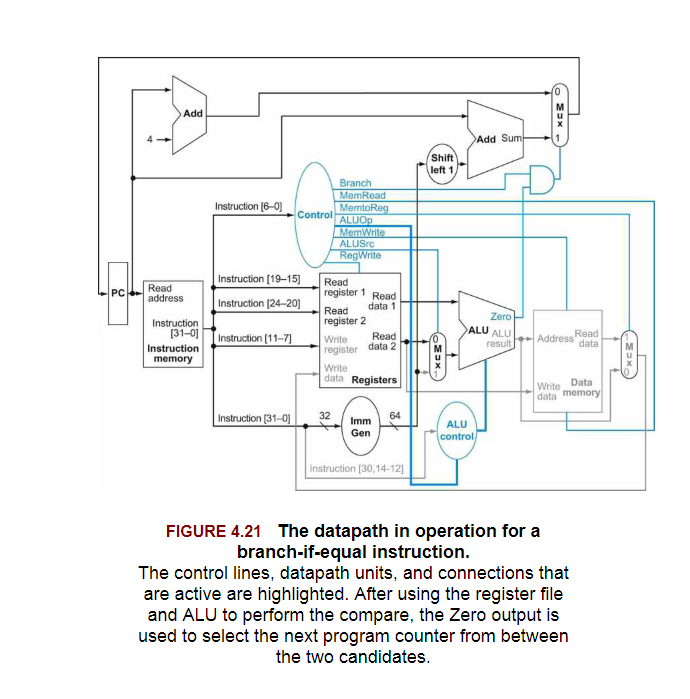 0
M
u
x
1
Add
4
Add Sum
Shift
left 1
Branch
MemRead
Instruction [6–0]
Control
MemtoReg
ALUOp
MemWrite
ALUSrc
RegWrite
PC
Read
address
Instruction
[31–0]
Instruction
memory
Instruction [19–15]
Instruction [24–20]
Instruction [11–7]
Read
register 1
Read
data 1
Read
register 2
Write
register
Read
data 2
Write
data
Registers
0
M
u
x
1
Zero
ALU
ALU
result
Address
Read
data
Write
data
Data
memory
1
M
u
x
0
Instruction [31–0]
32
Imm
Gen
64
ALU
control
Instruction [30,14-12]
FIGURE 4.21 The datapath in operation for a
branch-if-equal instruction.
The control lines, datapath units, and connections that
are active are highlighted. After using the register file
and ALU to perform the compare, the Zero output is
used to select the next program counter from between
the two candidates.